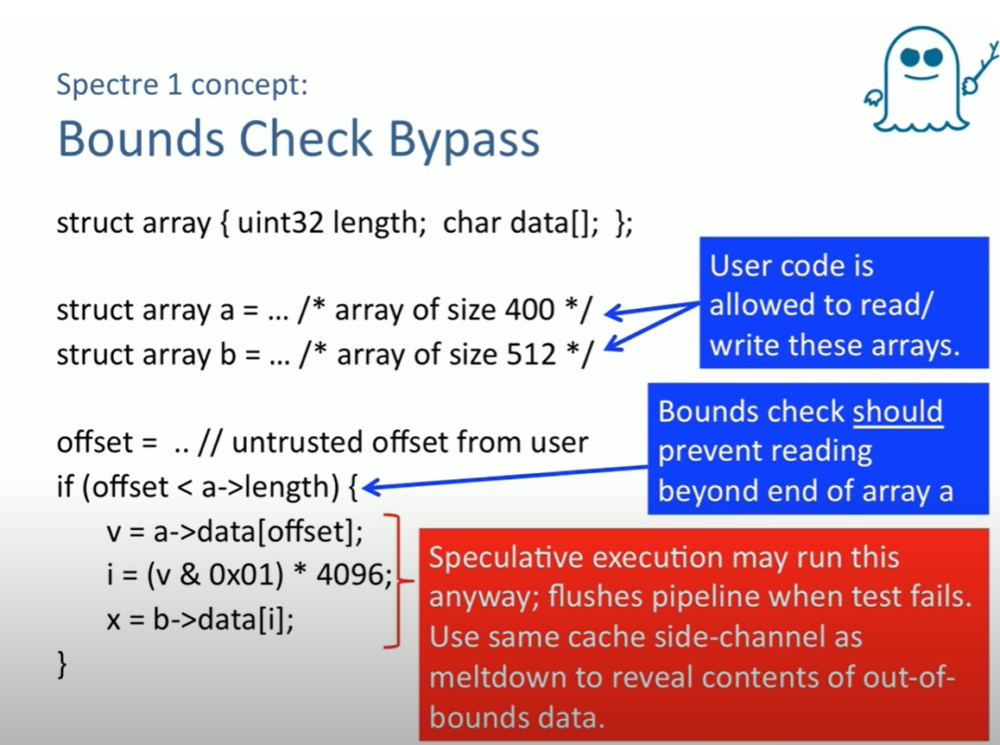 Spectre 1 concept:
Bounds Check Bypass
struct array { uint32 length; char data[]; };
struct array a = ... /* array of size 400 */
struct array b = ... /* array of size 512 */
User code is
allowed to read/
write these arrays.
offset = .. // untrusted offset from user
if (offset < a->length) {
v = a->data[offset];
i = (v & 0x01) * 4096;
x = b->data[i];
}
Bounds check should
prevent reading
beyond end of array a
Speculative execution may run this
anyway; flushes pipeline when test fails.
Use same cache side-channel as
meltdown to reveal contents of out-of-
bounds data.